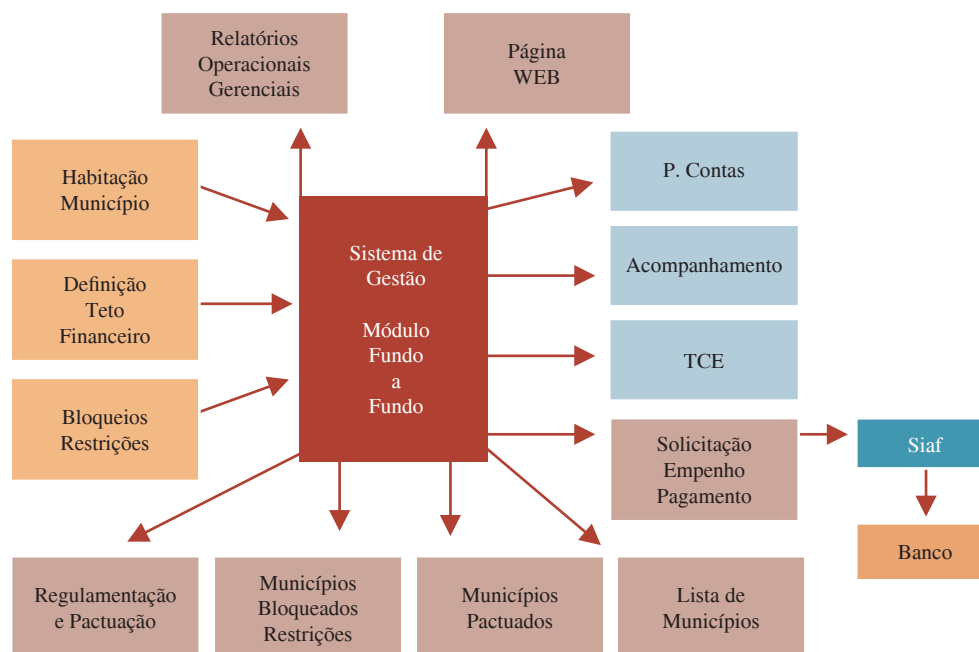 Relatórios
Operacionais
Gerenciais
Página
WEB
Habitação
Município
P. Contas
Sistema de
Gestão
Módulo
Fundo
a
Fundo
Definição
Teto
Financeiro
Acompanhamento
TCE
Bloqueios
Restrições
Solicitação
Empenho
Pagamento
Siaf
Banco
Regulamentação
e Pactuação
Municípios
Bloqueados
Restrições
Municípios
Pactuados
Lista de
Municípios